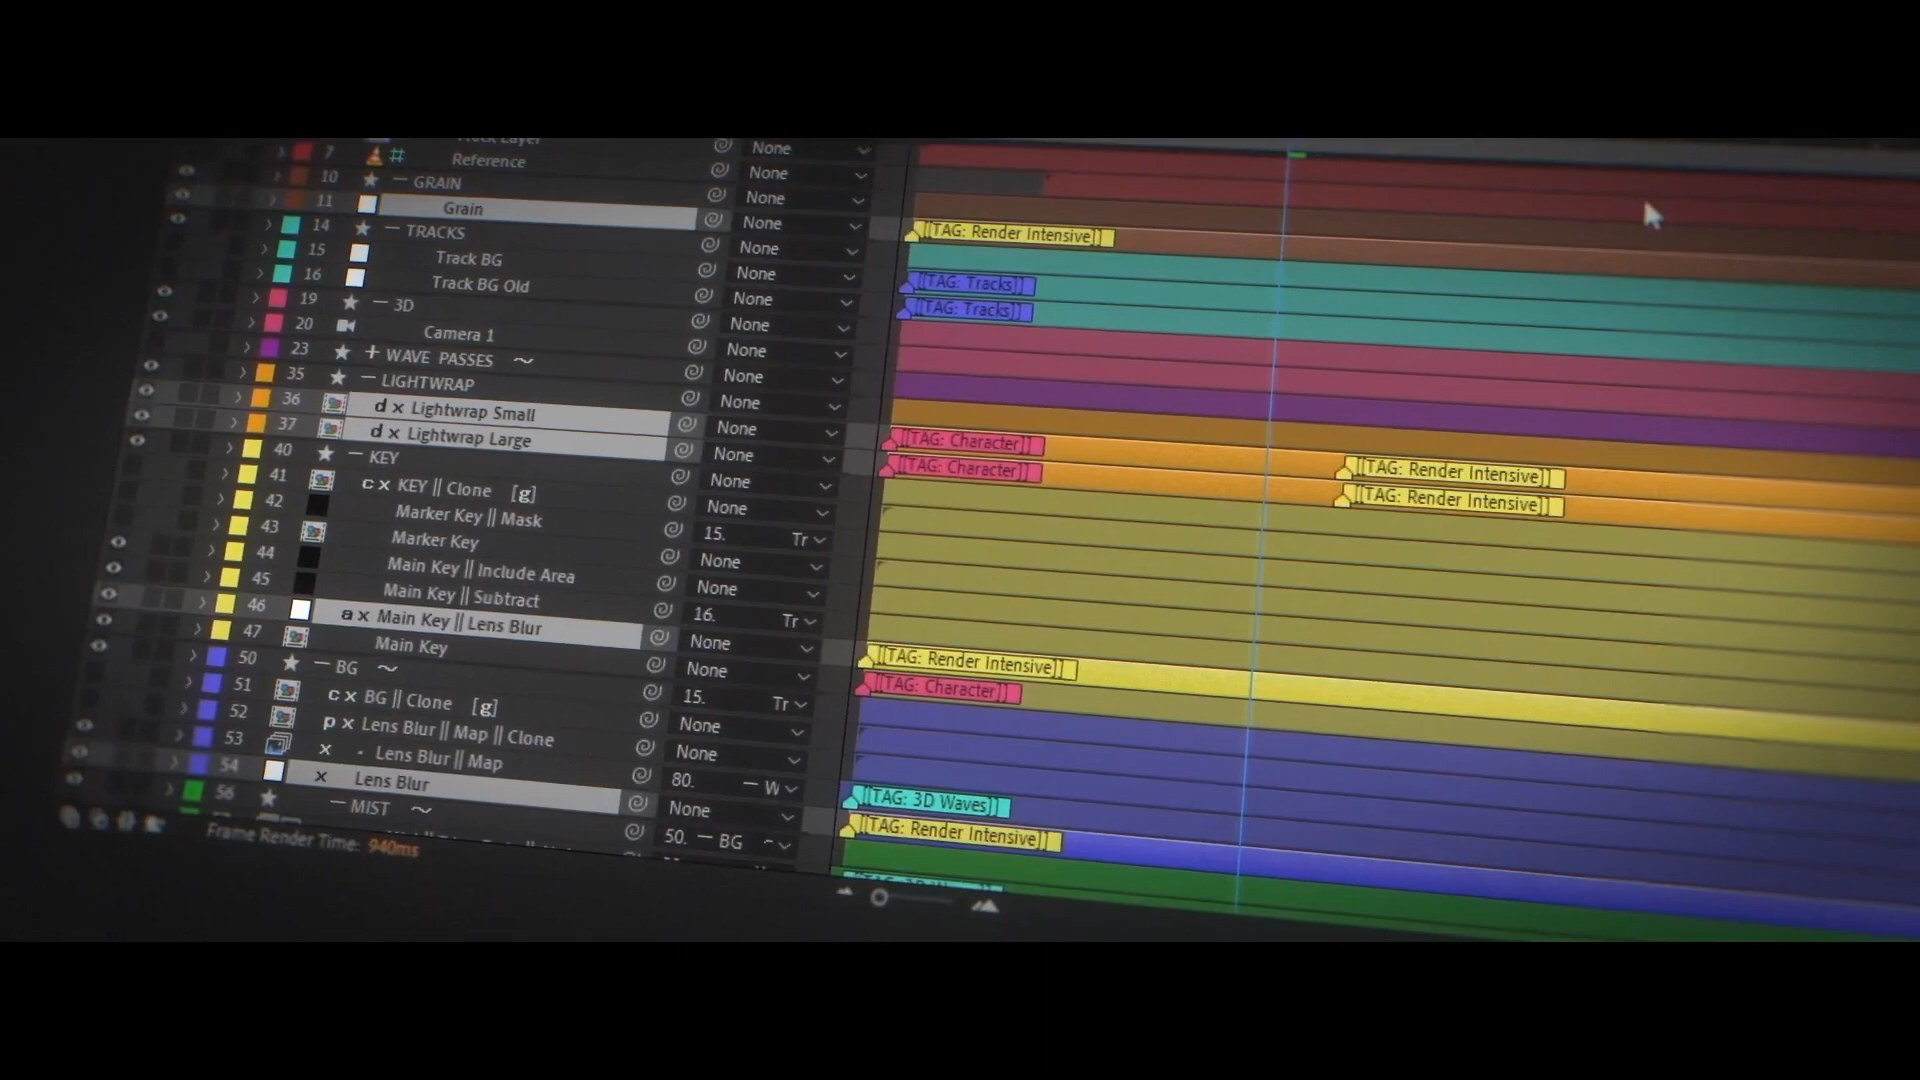 7 Reference None
10 GRAIN None
11 Grain None
14 TRACKS None
[[TAG: Render Intensive]]
15 Track BG None
16 Track BG Old None
[[TAG: Tracks]]
19 3D None
[[TAG: Tracks]]
20 Camera 1 None
23 + WAVE PASSES ~ None
35 LIGHTWRAP None
36 d x Lightwrap Small None
[[TAG: Character]] [[TAG: Render Intensive]]
37 d x Lightwrap Large None
[[TAG: Character]] [[TAG: Render Intensive]]
40 — KEY None
41 c x KEY || Clone [g] None
42 Marker Key || Mask 15. Tr
43 Marker Key None
44 Main Key || Include Area None
45 Main Key || Subtract 16. Tr
46 a x Main Key || Lens Blur None
[[TAG: Render Intensive]]
47 Main Key None
[[TAG: Character]]
50 — BG ~ 15. Tr
51 c x BG || Clone [g] None
52 p x Lens Blur || Map || Clone None
53 x - Lens Blur || Map 80. — W
[[TAG: 3D Waves]]
54 x Lens Blur None
[[TAG: Render Intensive]]
56 — MIST ~ 50. — BG
Frame Render Time: 940ms